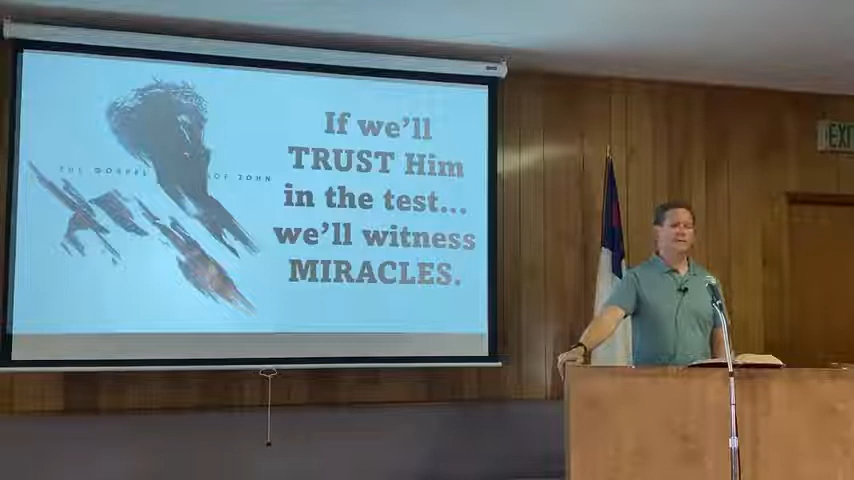 THE GOSPEL OF JOHN
If we'll
TRUST Him
in the test...
we'll witness
MIRACLES.
EXIT